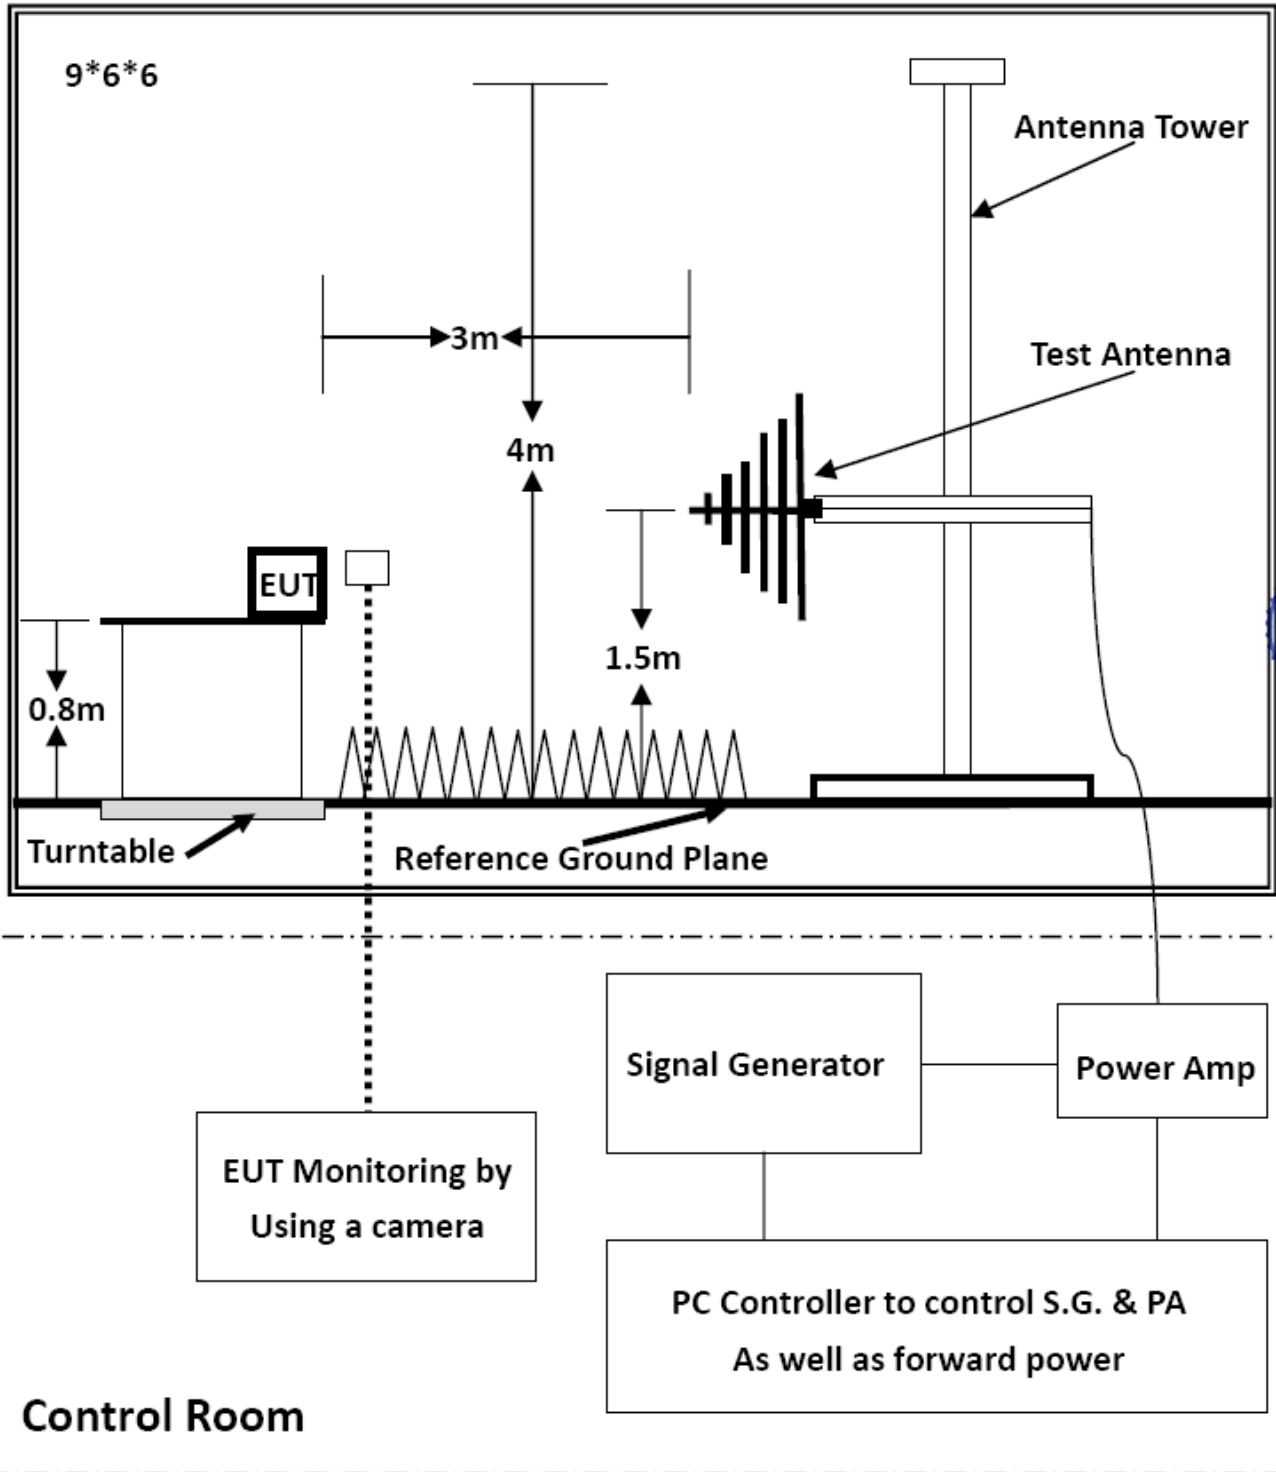 9*6*6
Antenna Tower
3m
Test Antenna
4m
EUT
1.5m
0.8m
Turntable
Reference Ground Plane
Signal Generator
Power Amp
EUT Monitoring by
Using a camera
PC Controller to control S.G. & PA
As well as forward power
Control Room